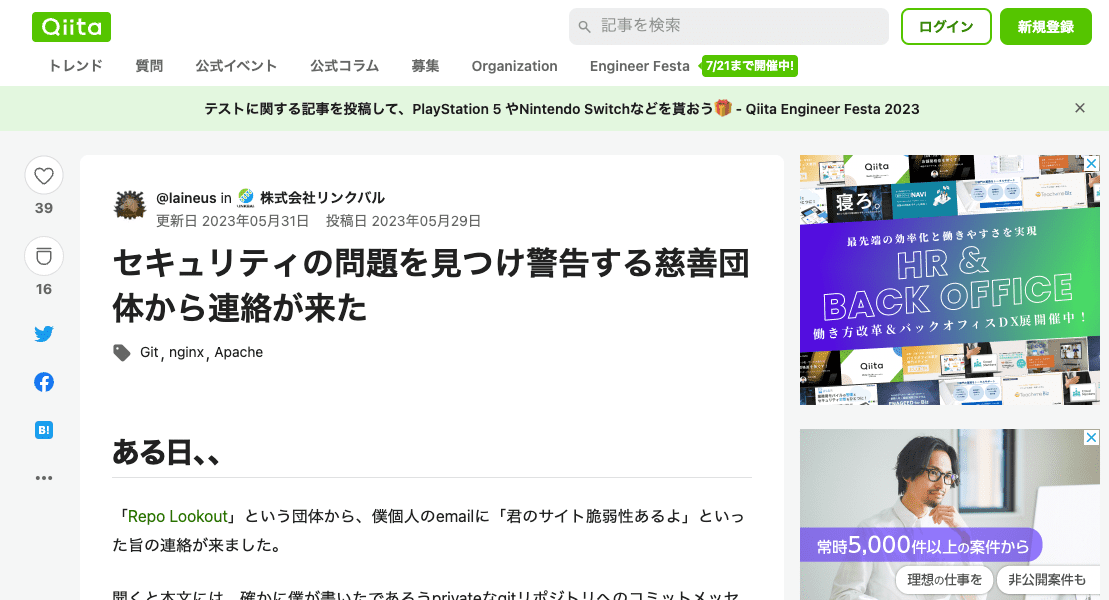 Qiita
記事を検索
ログイン
新規登録
トレンド 質問 公式イベント 公式コラム 募集 Organization Engineer Festa 7/21まで開催中!
テストに関する記事を投稿して、PlayStation 5 やNintendo Switchなどを貰おう🎁 - Qiita Engineer Festa 2023
39
16
B!
@laineus in 株式会社リンクバル
更新日 2023年05月31日 投稿日 2023年05月29日
セキュリティの問題を見つけ警告する慈善団
体から連絡が来た
Git , nginx , Apache
ある日、、
「Repo Lookout」という団体から、僕個人のemailに「君のサイト脆弱性あるよ」といっ
た旨の連絡が来ました。
開くと本文には、確かに僕が書いたであろうprivateなgitリポジトリへのコミットメッセ
Qiita
寝ろ。
NAVI
最先端の効率化と働きやすさを実現
HR &
BACK OFFICE
働き方改革&バックオフィスDX展開催中!
Qiita
常時5,000件以上の案件から
理想の仕事を
非公開案件も